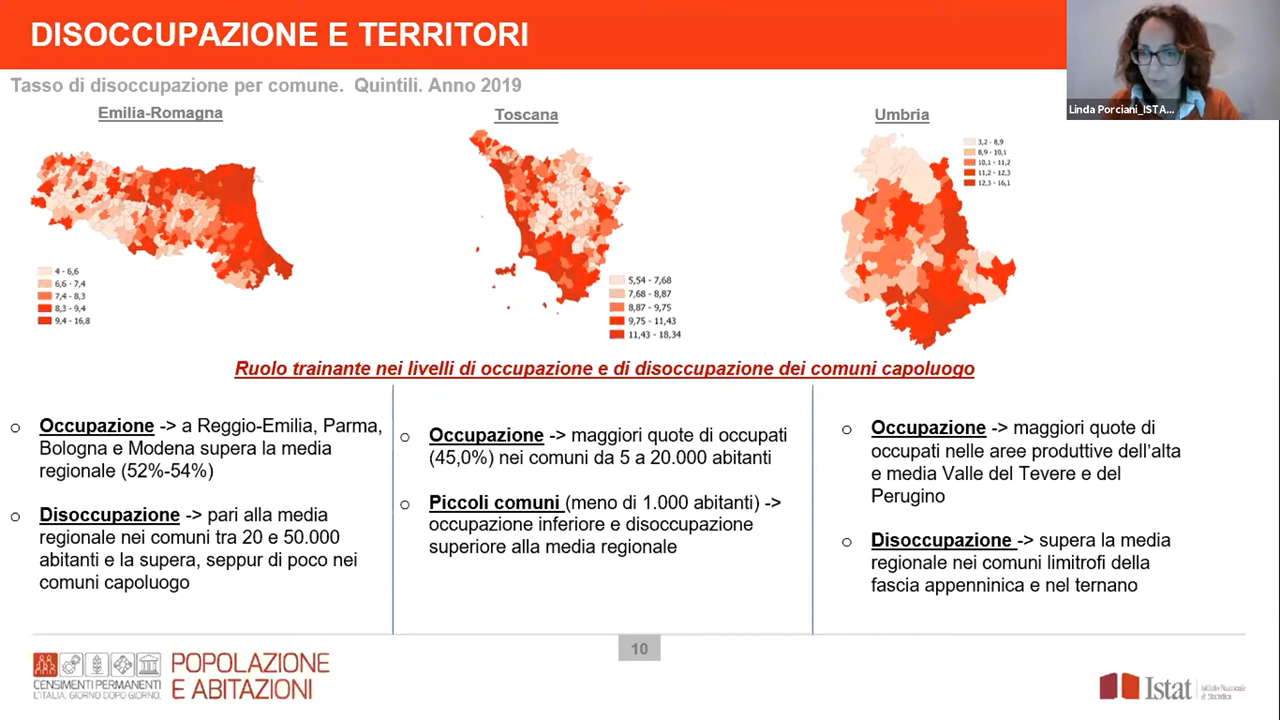 DISOCCUPAZIONE E TERRITORI
Linda Porciani_ISTA...
Tasso di disoccupazione per comune. Quintili. Anno 2019
Emilia-Romagna
4 - 6,6
6,6 - 7,4
7,4 - 8,3
8,3 - 9,4
9,4 - 16,8
Toscana
5,54 - 7,68
7,68 - 8,87
8,87 - 9,75
9,75 - 11,43
11,43 - 18,34
Umbria
3,2 - 8,9
8,9 - 10,1
10,1 - 11,2
11,2 - 12,3
12,3 - 16,1
Ruolo trainante nei livelli di occupazione e di disoccupazione dei comuni capoluogo
Occupazione -> a Reggio-Emilia, Parma,
Bologna e Modena supera la media
regionale (52%-54%)
Disoccupazione -> pari alla media
regionale nei comuni tra 20 e 50.000
abitanti e la supera, seppur di poco nei
comuni capoluogo
Occupazione -> maggiori quote di occupati
(45,0%) nei comuni da 5 a 20.000 abitanti
Piccoli comuni (meno di 1.000 abitanti) ->
occupazione inferiore e disoccupazione
superiore alla media regionale
Occupazione -> maggiori quote di
occupati nelle aree produttive dell'alta
e media Valle del Tevere e del
Perugino
Disoccupazione -> supera la media
regionale nei comuni limitrofi della
fascia appenninica e nel ternano
10
CENSIMENTI PERMANENTI
L'ITALIA, GIORNO DOPO GIORNO.
POPOLAZIONE
E ABITAZIONI
Istat
Istituto Nazionale
di Statistica